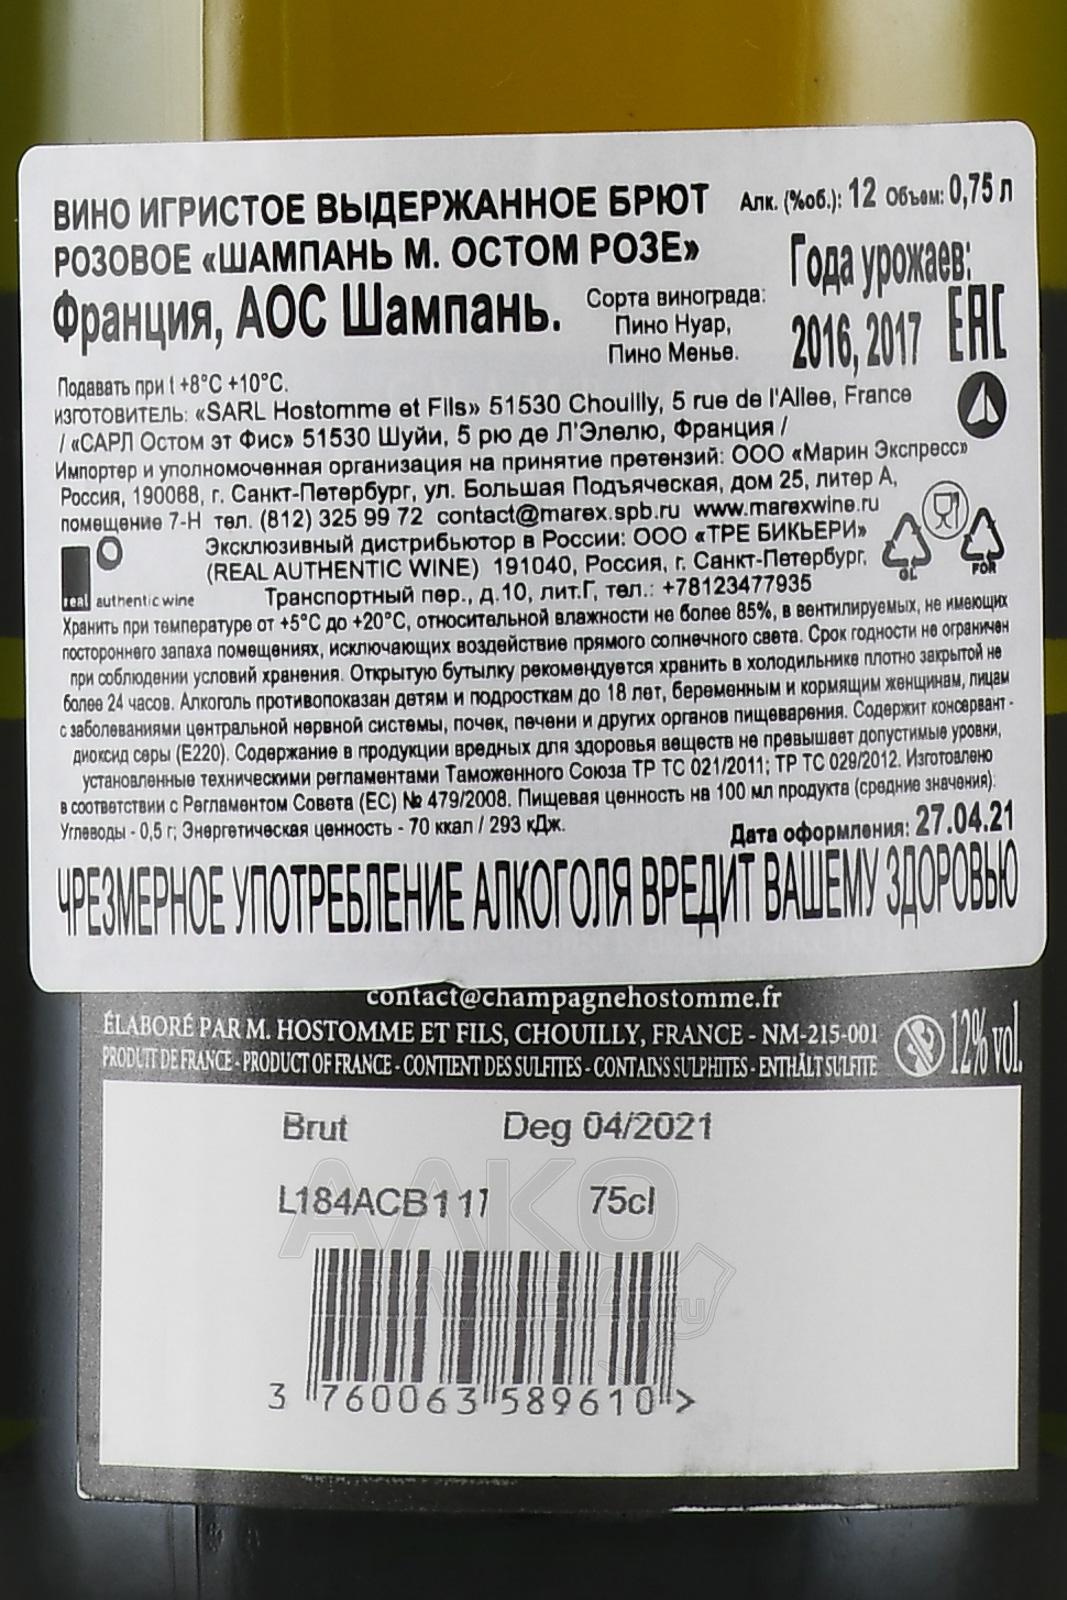 ВИНО ИГРИСТОЕ ВЫДЕРЖАННОЕ БРЮТ
РОЗОВОЕ «ШАМПАНЬ М. ОСТОМ РОЗЕ»
Алк. (%об.): 12 Объем: 0,75 л
Франция, АОС Шампань.
Сорта винограда:
Пино Нуар,
Пино Менье.
Года урожаев:
2016, 2017
EAC
Подавать при t +8°C +10°C.
ИЗГОТОВИТЕЛЬ: «SARL Hostomme et Fils» 51530 Chouilly, 5 rue de l'Allee, France
/ «САРЛ Остом эт Фис» 51530 Шуйи, 5 рю де Л'Элелю, Франция /
Импортер и уполномоченная организация на принятие претензий: ООО «Марин Экспресс»
Россия, 190068, г. Санкт-Петербург, ул. Большая Подъяческая, дом 25, литер А,
помещение 7-Н тел. (812) 325 99 72 contact@marex.spb.ru www.marexwine.ru
Эксклюзивный дистрибьютор в России: ООО «ТРЕ БИКЬЕРИ»
(REAL AUTHENTIC WINE) 191040, Россия, г. Санкт-Петербург,
Транспортный пер., д.10, лит.Г, тел.: +78123477935
real authentic wine
GL
FOR
Хранить при температуре от +5°C до +20°C, относительной влажности не более 85%, в вентилируемых, не имеющих
постороннего запаха помещениях, исключающих воздействие прямого солнечного света. Срок годности не ограничен
при соблюдении условий хранения. Открытую бутылку рекомендуется хранить в холодильнике плотно закрытой не
более 24 часов. Алкоголь противопоказан детям и подросткам до 18 лет, беременным и кормящим женщинам, лицам
с заболеваниями центральной нервной системы, почек, печени и других органов пищеварения. Содержит консервант -
диоксид серы (E220). Содержание в продукции вредных для здоровья веществ не превышает допустимые уровни,
установленные техническими регламентами Таможенного Союза ТР ТС 021/2011; ТР ТС 029/2012. Изготовлено
в соответствии с Регламентом Совета (ЕС) № 479/2008. Пищевая ценность на 100 мл продукта (средние значения):
Углеводы - 0,5 г; Энергетическая ценность - 70 ккал / 293 кДж.
Дата оформления: 27.04.21
ЧРЕЗМЕРНОЕ УПОТРЕБЛЕНИЕ АЛКОГОЛЯ ВРЕДИТ ВАШЕМУ ЗДОРОВЬЮ
contact@champagnehostomme.fr
ÉLABORÉ PAR M. HOSTOMME ET FILS, CHOUILLY, FRANCE - NM-215-001
PRODUIT DE FRANCE - PRODUCT OF FRANCE - CONTIENT DES SULFITES - CONTAINS SULPHITES - ENTHÄLT SULFITE
12% vol.
Brut Deg 04/2021
L184ACB117 75cl
3 760063 589610 >